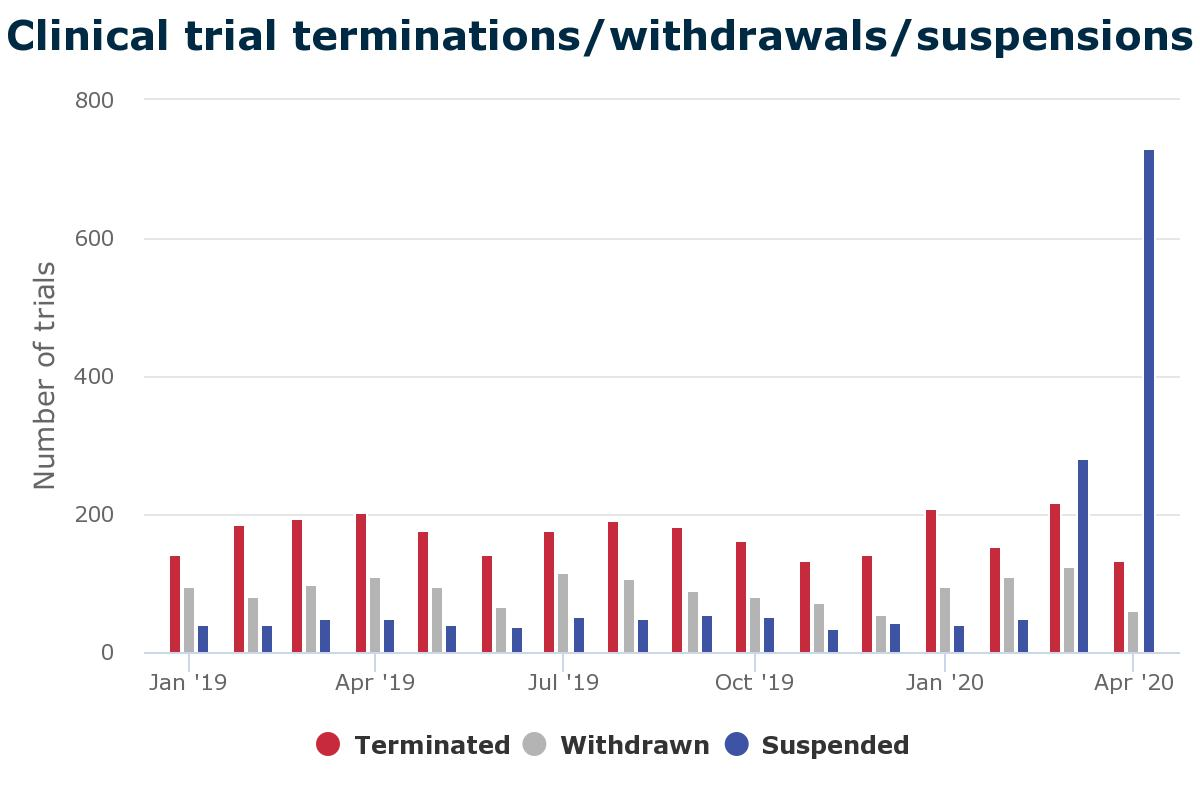 Clinical trial terminations/withdrawals/suspensions
800
600
400
200
0
Number of trials
Jan '19 Apr '19 Jul '19 Oct '19 Jan '20 Apr '20
Terminated Withdrawn Suspended